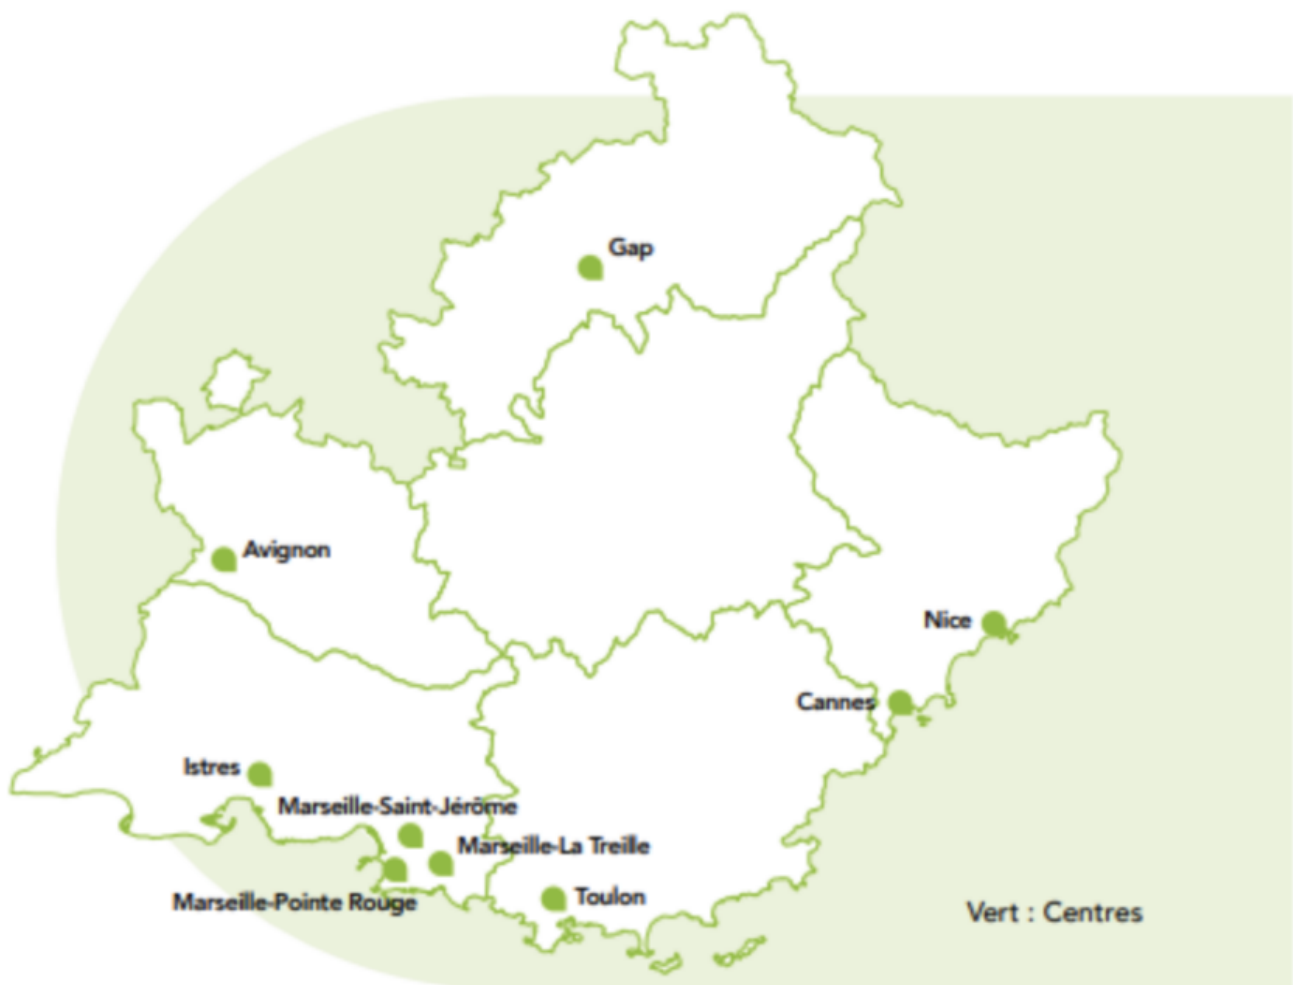 Gap
Avignon
Nice
Cannes
Istres
Marseille-Saint-Jérôme
Marseille-La Treille
Toulon
Marseille-Pointe Rouge
Vert : Centres